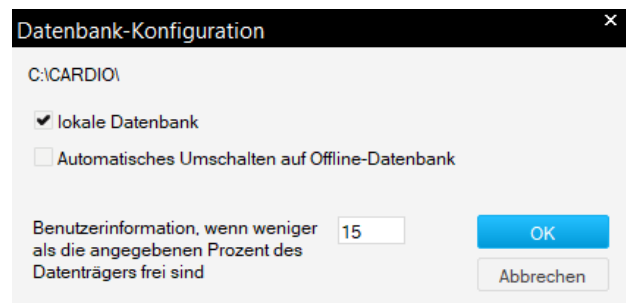 Datenbank-Konfiguration
C:\CARDIO\
lokale Datenbank
Automatisches Umschalten auf Offline-Datenbank
Benutzerinformation, wenn weniger
als die angegebenen Prozent des
Datenträgers frei sind
15
OK
Abbrechen